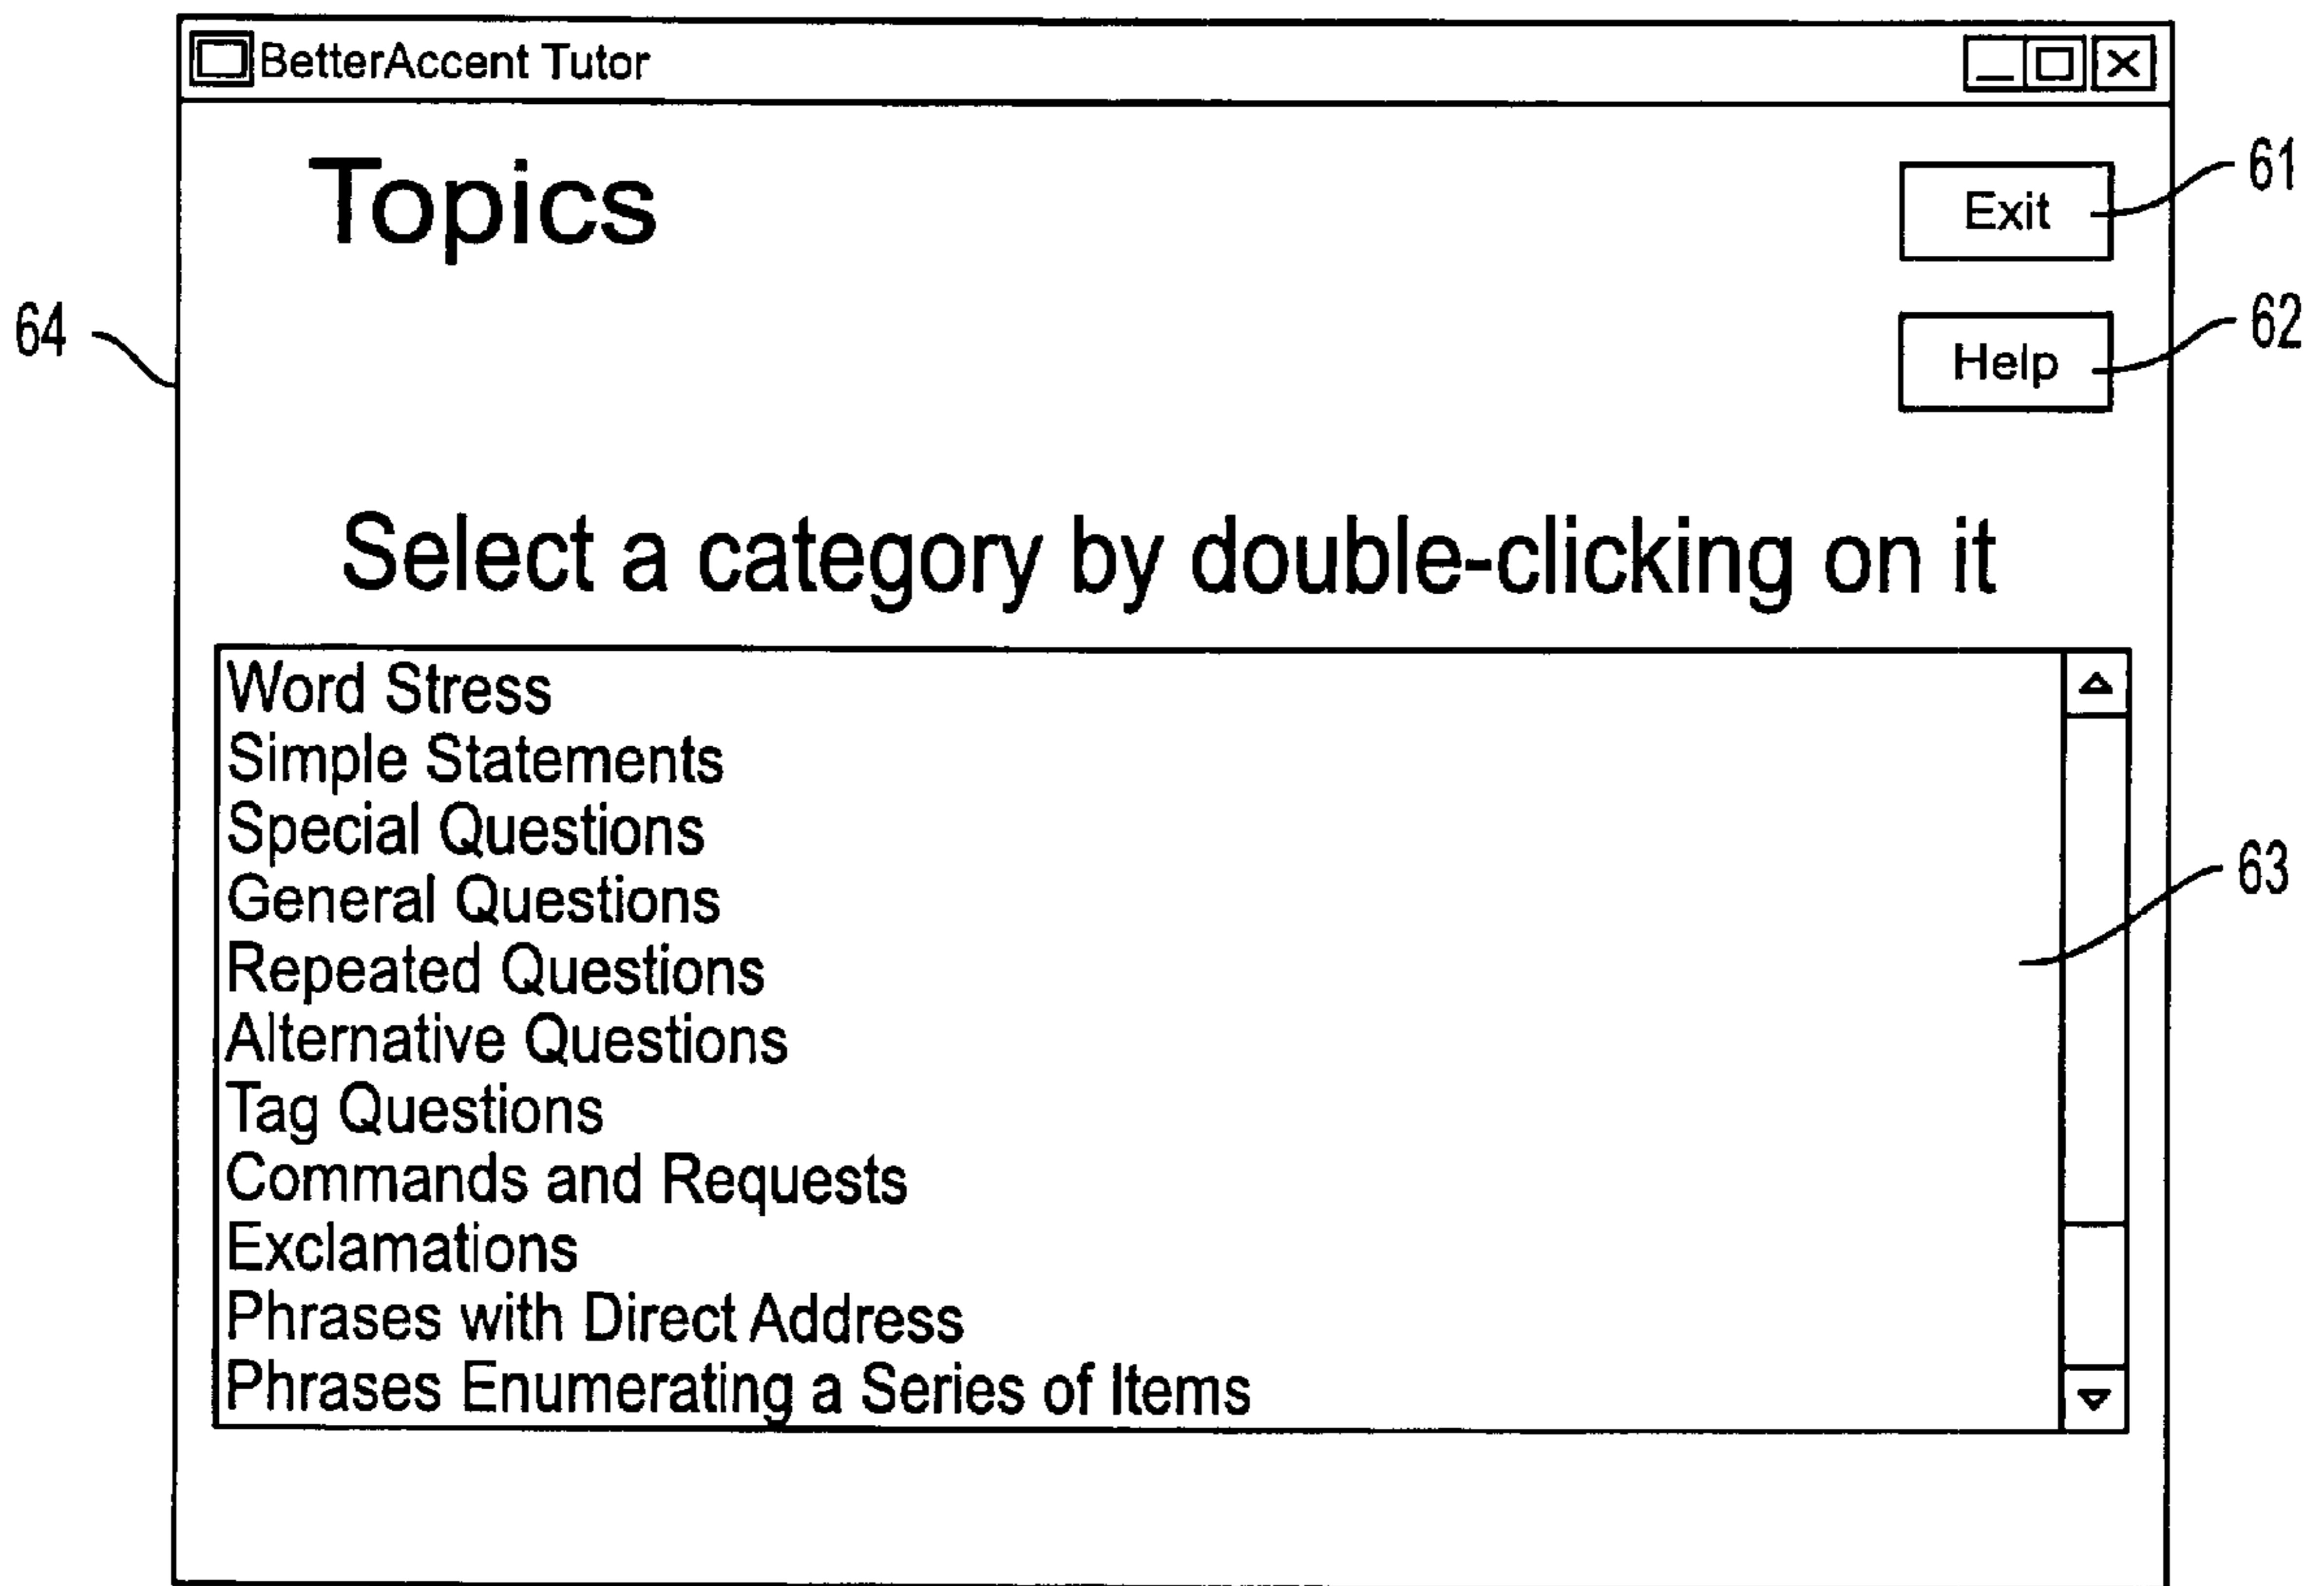 BetterAccent Tutor
Topics
Exit
61
Help
62
64
Select a category by double-clicking on it
Word Stress
Simple Statements
Special Questions
General Questions
Repeated Questions
Alternative Questions
Tag Questions
Commands and Requests
Exclamations
Phrases with Direct Address
Phrases Enumerating a Series of Items
63